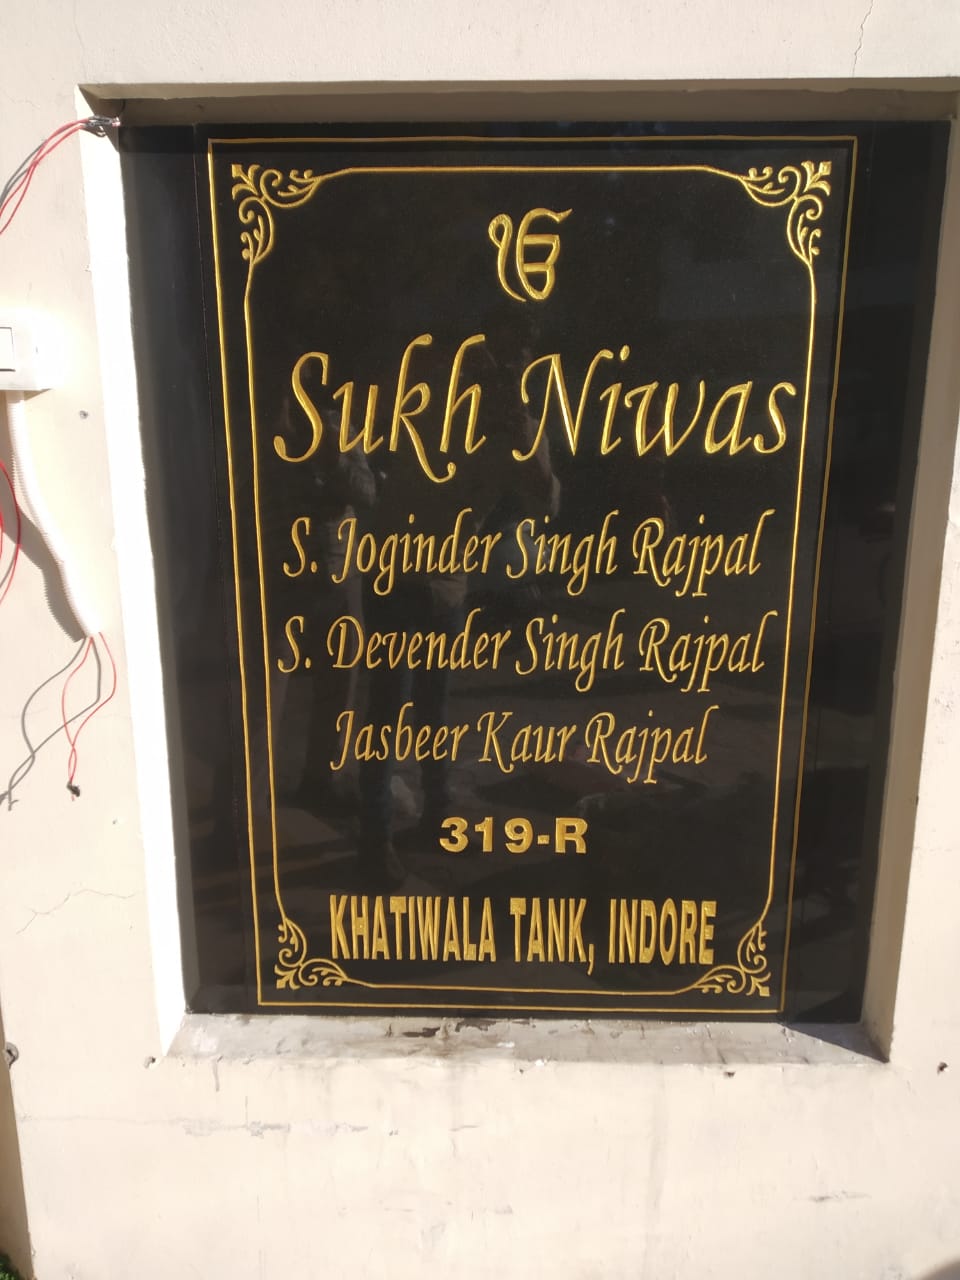 ੴ
Sukh Niwas
S. Joginder Singh Rajpal
S. Devender Singh Rajpal
Jasbeer Kaur Rajpal
319-R
KHATIWALA TANK, INDORE